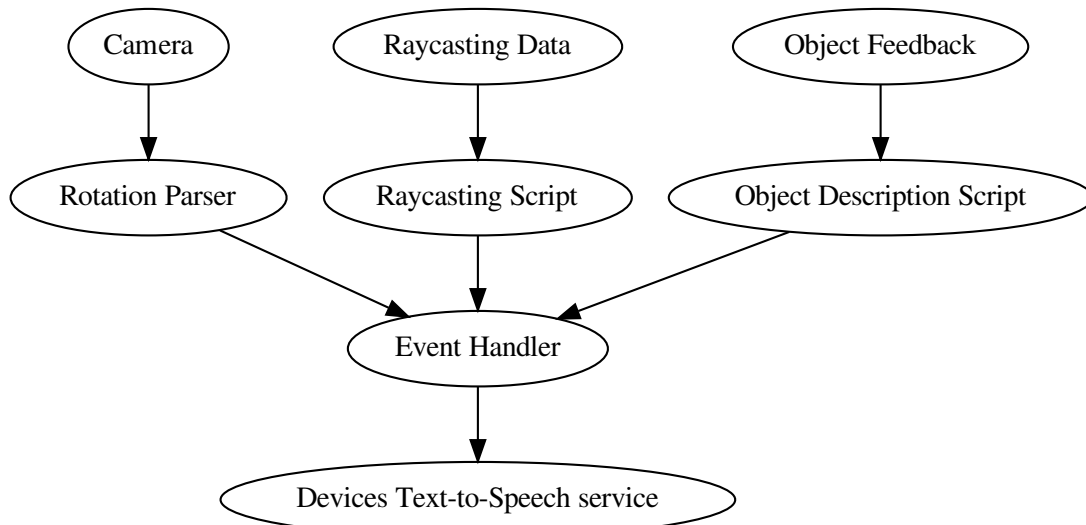 Camera
Raycasting Data
Object Feedback
Rotation Parser
Raycasting Script
Object Description Script
Event Handler
Devices Text-to-Speech service